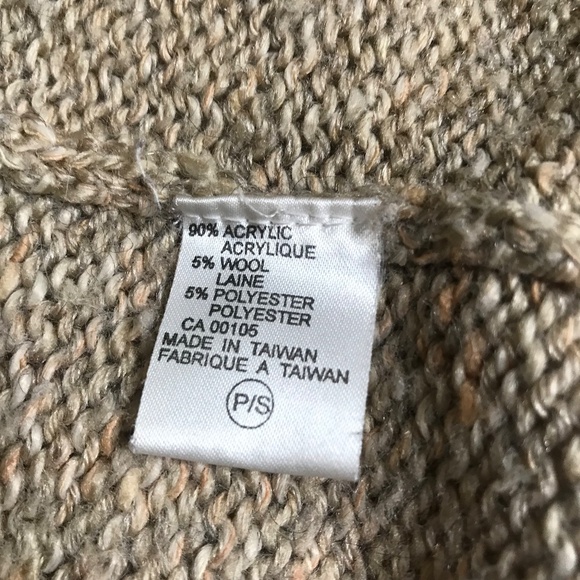 90% ACRYLIC
ACRYLIQUE
5% WOOL
LAINE
5% POLYESTER
POLYESTER
CA 00105
MADE IN TAIWAN
FABRIQUE A TAIWAN
P/S